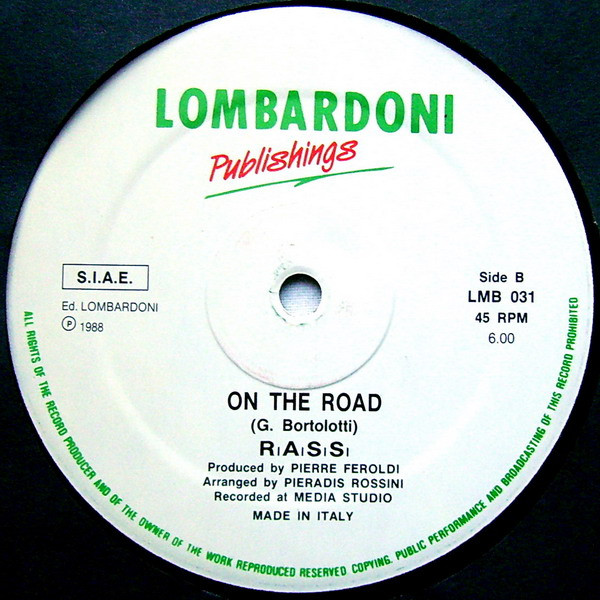 LOMBARDONI
Publishings
S.I.A.E.
Ed. LOMBARDONI
Ⓟ 1988
Side B
LMB 031
45 RPM
6.00
ON THE ROAD
(G. Bortolotti)
R|A|S|S|
Produced by PIERRE FEROLDI
Arranged by PIERADIS ROSSINI
Recorded at MEDIA STUDIO
MADE IN ITALY
ALL RIGHTS OF THE RECORD PRODUCER AND OF THE OWNER OF THE WORK REPRODUCED RESERVED COPYING. PUBLIC PERFORMANCE AND BROADCASTING OF THIS RECORD PROHIBITED